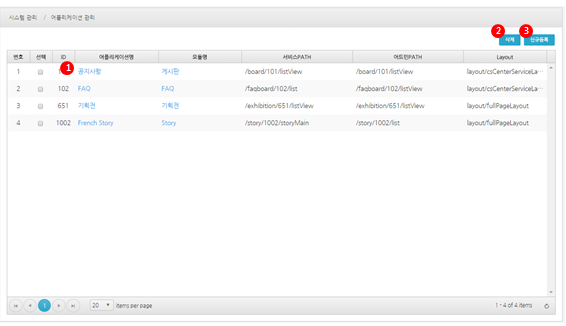 시스템 관리 / 어플리케이션 관리
2 3
삭제 신규등록
번호 선택 ID 어플리케이션명 모듈명 서비스PATH 어드민PATH Layout
1 1 공지사항 게시판 /board/101/listView /board/101/listView layout/csCenterServiceLa···
2 102 FAQ FAQ /faqboard/102/list /faqboard/102/listView layout/csCenterServiceLa···
3 651 기획전 기획전 /exhibition/651/listView /exhibition/651/listView layout/fullPageLayout
4 1002 French Story Story /story/1002/storyMain /story/1002/list layout/fullPageLayout
1 20 items per page 1 - 4 of 4 items